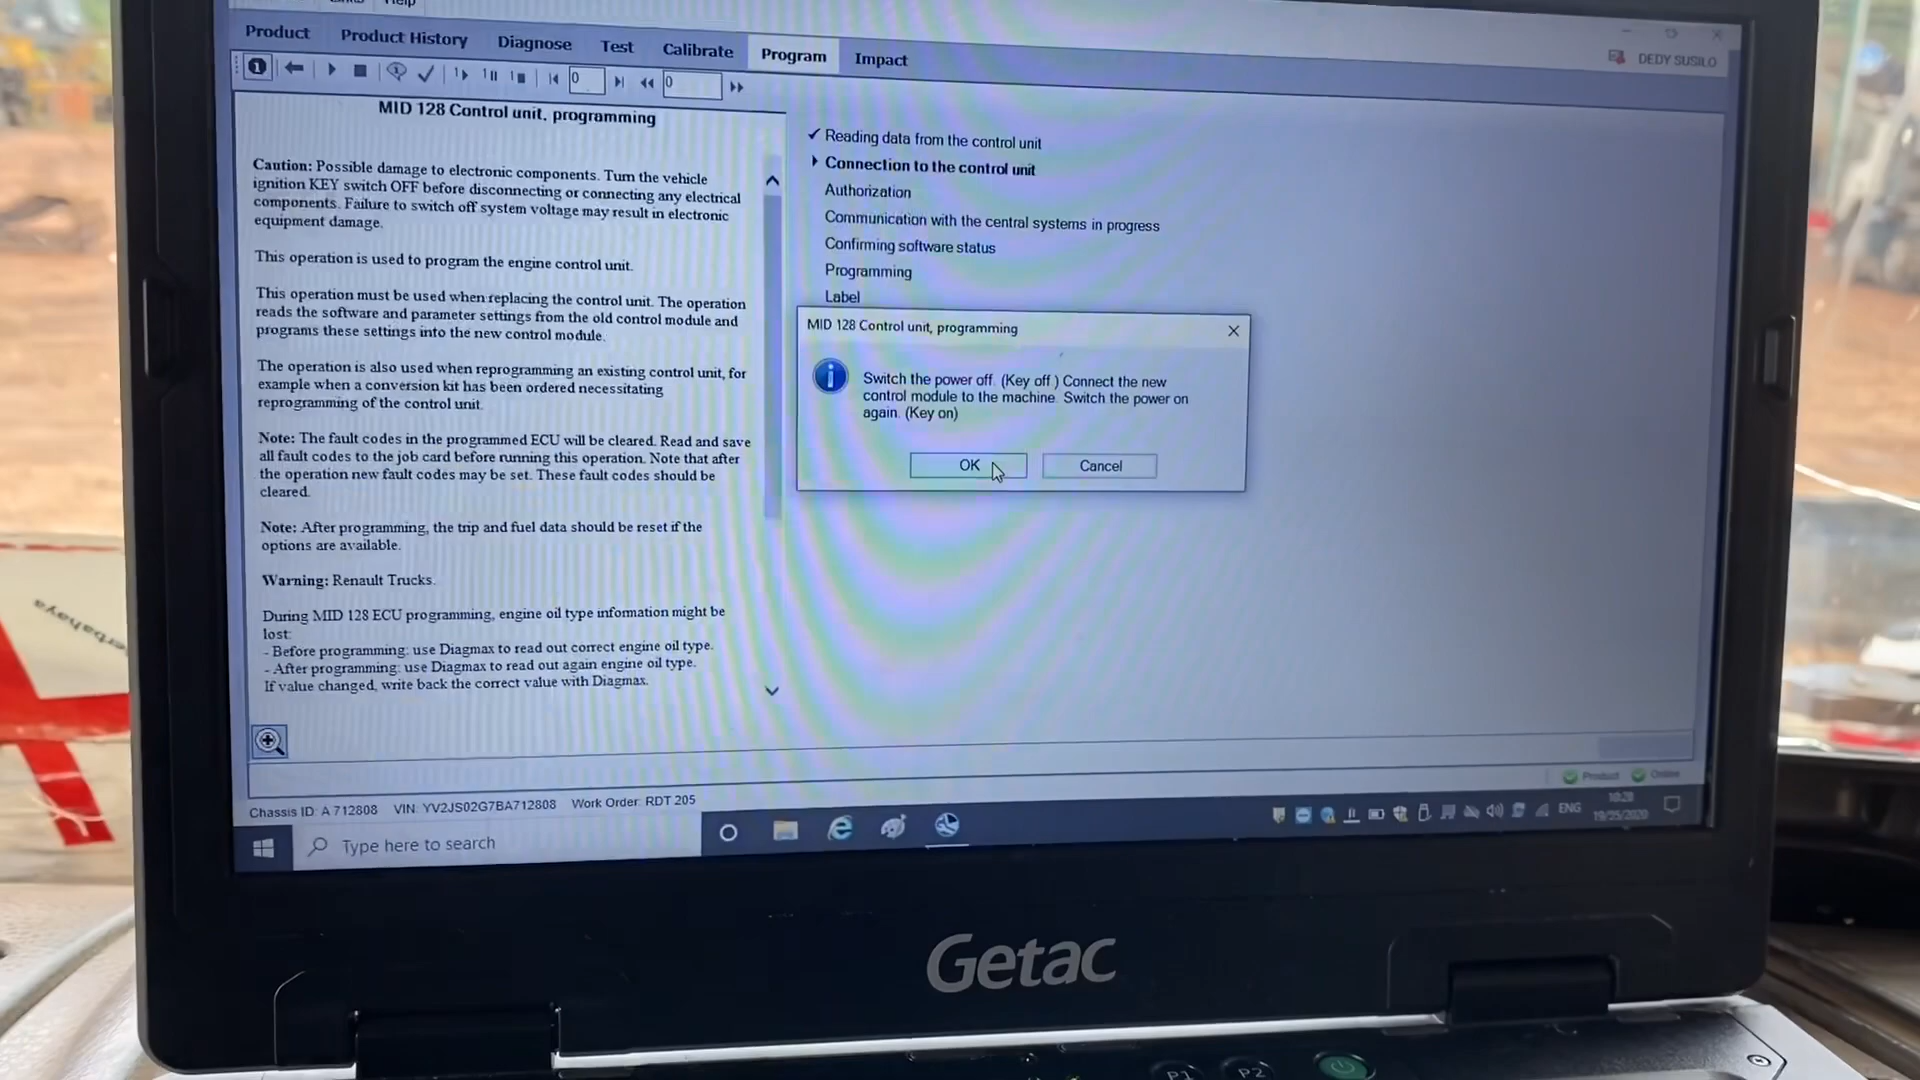 Help
Product
Product History
Diagnose
Test
Calibrate
Program
Impact
DEDY SUSILO
0
0
MID 128 Control unit, programming
Caution: Possible damage to electronic components. Turn the vehicle
ignition KEY switch OFF before disconnecting or connecting any electrical
components. Failure to switch off system voltage may result in electronic
equipment damage.
This operation is used to program the engine control unit.
This operation must be used when replacing the control unit. The operation
reads the software and parameter settings from the old control module and
programs these settings into the new control module.
The operation is also used when reprogramming an existing control unit, for
example when a conversion kit has been ordered necessitating
reprogramming of the control unit.
Note: The fault codes in the programmed ECU will be cleared. Read and save
all fault codes to the job card before running this operation. Note that after
the operation new fault codes may be set. These fault codes should be
cleared.
Note: After programming, the trip and fuel data should be reset if the
options are available.
Warning: Renault Trucks.
During MID 128 ECU programming, engine oil type information might be
lost:
- Before programming: use Diagmax to read out correct engine oil type.
- After programming: use Diagmax to read out again engine oil type.
If value changed, write back the correct value with Diagmax.
Reading data from the control unit
Connection to the control unit
Authorization
Communication with the central systems in progress
Confirming software status
Programming
Label
MID 128 Control unit, programming
Switch the power off. (Key off ) Connect the new
control module to the machine. Switch the power on
again. (Key on)
OK
Cancel
Product
Online
Chassis ID: A 712808 VIN: YV2JS02G7BA712808 Work Order: RDT 205
Type here to search
ENG
10:28
Getac
P1
P2